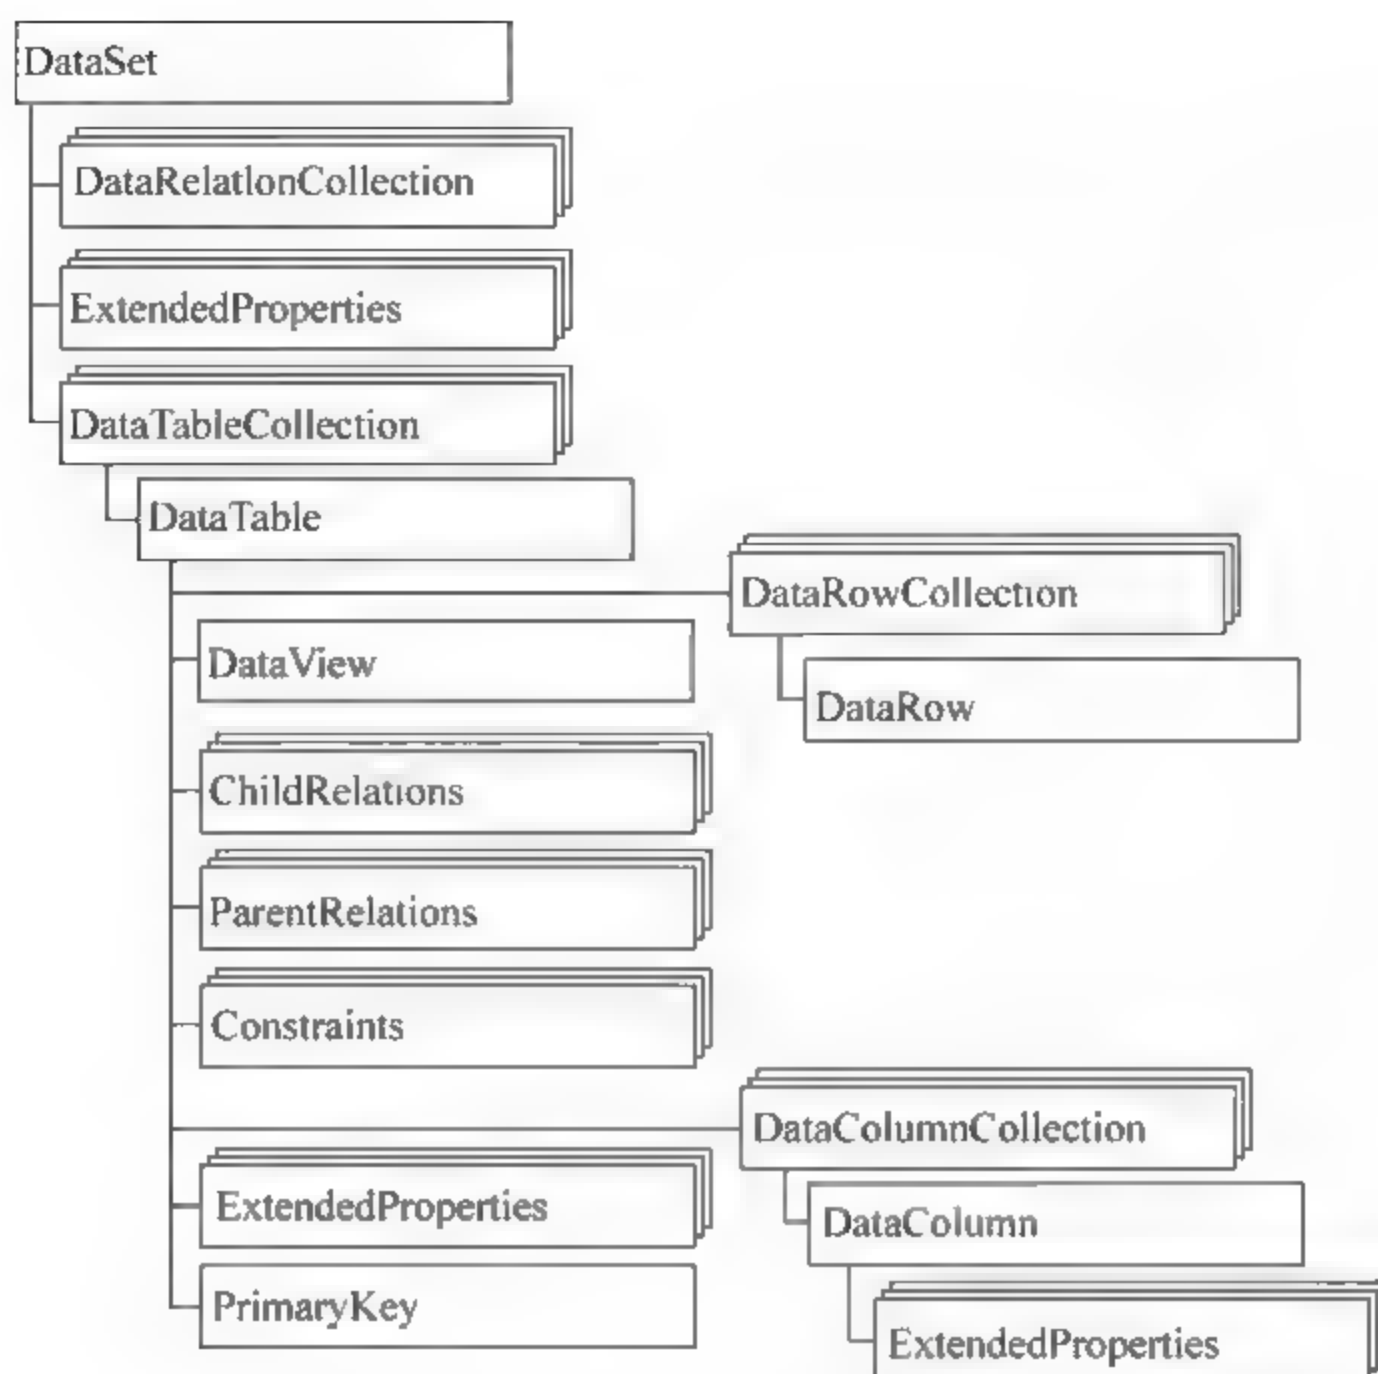 DataSet
DataRelationCollection
ExtendedProperties
DataTableCollection
DataTable
DataRowCollection
DataView
DataRow
ChildRelations
ParentRelations
Constraints
DataColumnCollection
ExtendedProperties
DataColumn
PrimaryKey
ExtendedProperties